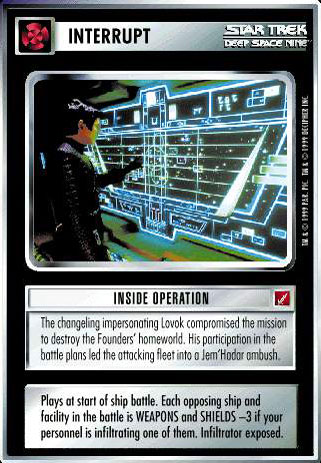 INTERRUPT
STAR TREK
DEEP SPACE NINE
TM & © 1999 PAR. PIC. TM & © 1999 DECIPHER INC.
INSIDE OPERATION
The changeling impersonating Lovok compromised the mission
to destroy the Founders' homeworld. His participation in the
battle plans led the attacking fleet into a Jem'Hadar ambush.
Plays at start of ship battle. Each opposing ship and
facility in the battle is WEAPONS and SHIELDS –3 if your
personnel is infiltrating one of them. Infiltrator exposed.